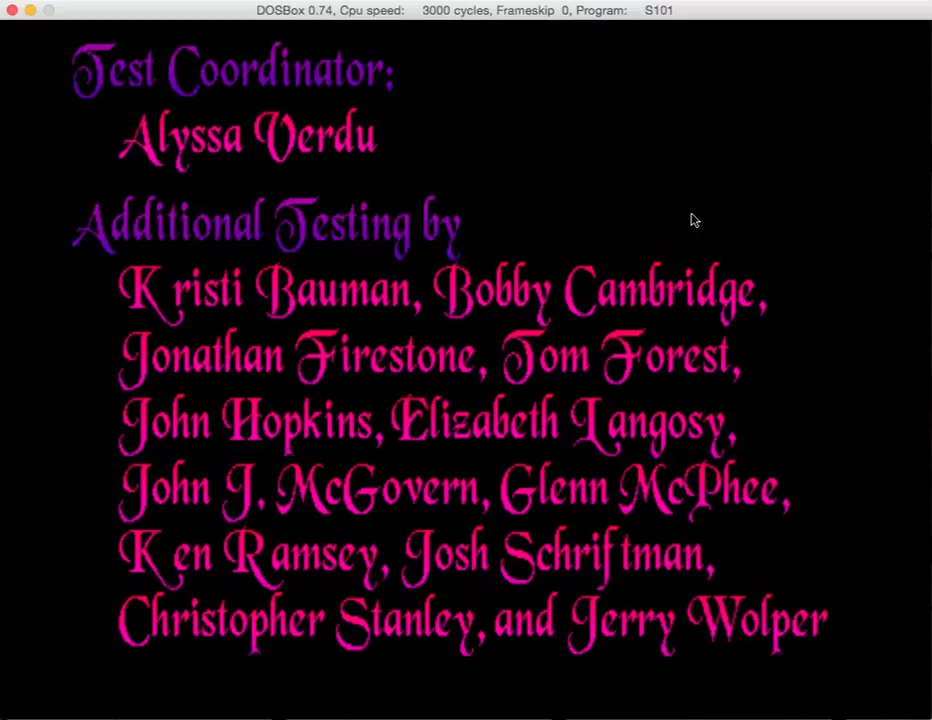 DOSBox 0.74, Cpu speed: 3000 cycles, Frameskip 0, Program: S101
Test Coordinator:
Alyssa Verdu
Additional Testing by
Kristi Bauman, Bobby Cambridge,
Jonathan Firestone, Tom Forest,
John Hopkins, Elizabeth Langosy,
John J. McGovern, Glenn McPhee,
Ken Ramsey, Josh Schriftman,
Christopher Stanley, and Jerry Wolper